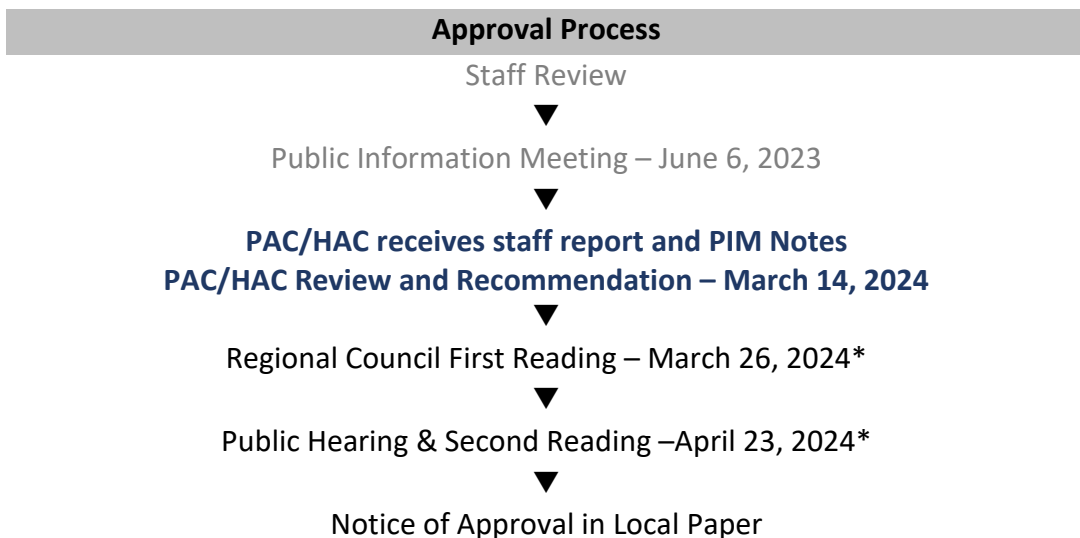 Approval Process
Staff Review
Public Information Meeting – June 6, 2023
PAC/HAC receives staff report and PIM Notes
PAC/HAC Review and Recommendation – March 14, 2024
Regional Council First Reading – March 26, 2024*
Public Hearing & Second Reading –April 23, 2024*
Notice of Approval in Local Paper